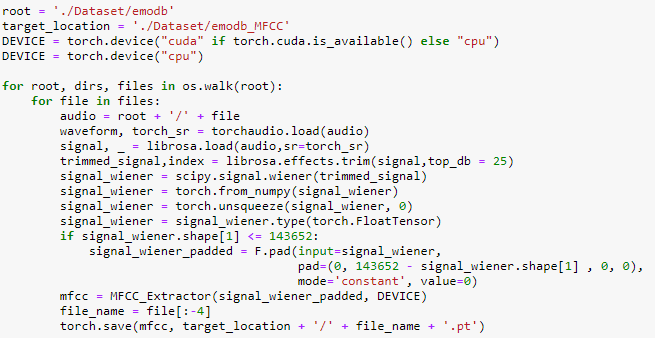 root = './Dataset/emodb'
target_location = './Dataset/emodb_MFCC'
DEVICE = torch.device("cuda" if torch.cuda.is_available() else "cpu")
DEVICE = torch.device("cpu")

for root, dirs, files in os.walk(root):
    for file in files:
        audio = root + '/' + file
        waveform, torch_sr = torchaudio.load(audio)
        signal, _ = librosa.load(audio,sr=torch_sr)
        trimmed_signal,index = librosa.effects.trim(signal,top_db = 25)
        signal_wiener = scipy.signal.wiener(trimmed_signal)
        signal_wiener = torch.from_numpy(signal_wiener)
        signal_wiener = torch.unsqueeze(signal_wiener, 0)
        signal_wiener = signal_wiener.type(torch.FloatTensor)
        if signal_wiener.shape[1] <= 143652:
            signal_wiener_padded = F.pad(input=signal_wiener,
                                         pad=(0, 143652 - signal_wiener.shape[1] , 0, 0),
                                         mode='constant', value=0)
        mfcc = MFCC_Extractor(signal_wiener_padded, DEVICE)
        file_name = file[:-4]
        torch.save(mfcc, target_location + '/' + file_name + '.pt')